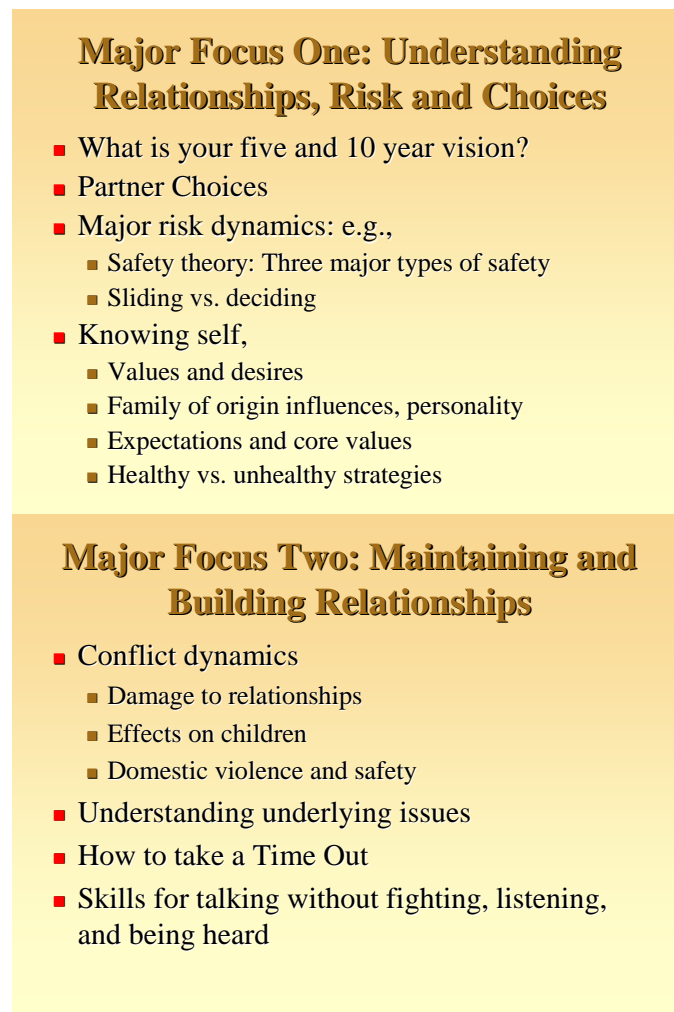 Major Focus One: Understanding
Relationships, Risk and Choices
What is your five and 10 year vision?
Partner Choices
Major risk dynamics: e.g.,
Safety theory: Three major types of safety
Sliding vs. deciding
Knowing self,
Values and desires
Family of origin influences, personality
Expectations and core values
Healthy vs. unhealthy strategies
Major Focus Two: Maintaining and
Building Relationships
Conflict dynamics
Damage to relationships
Effects on children
Domestic violence and safety
Understanding underlying issues
How to take a Time Out
Skills for talking without fighting, listening,
and being heard